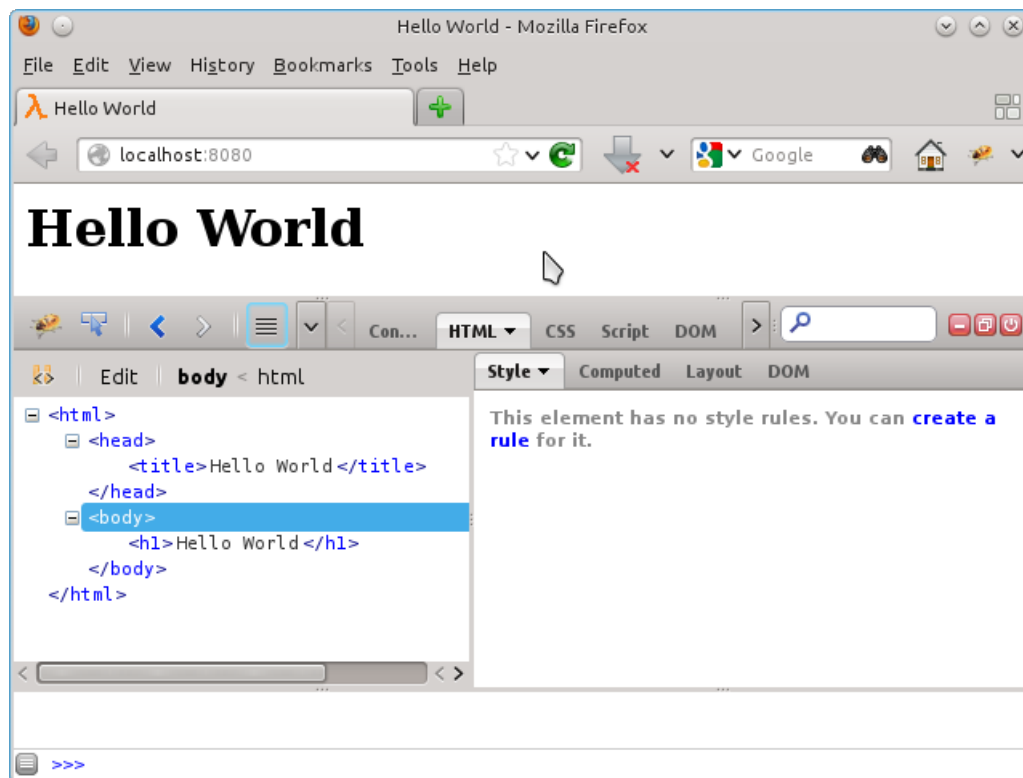 Hello World - Mozilla Firefox
File Edit View History Bookmarks Tools Help
Hello World
localhost:8080 Google
Hello World
< Con... HTML CSS Script DOM >
Edit body < html Style Computed Layout DOM
<html>
<head>
<title>Hello World</title>
</head>
<body>
<h1>Hello World</h1>
</body>
</html>
This element has no style rules. You can create a
rule for it.
>>>